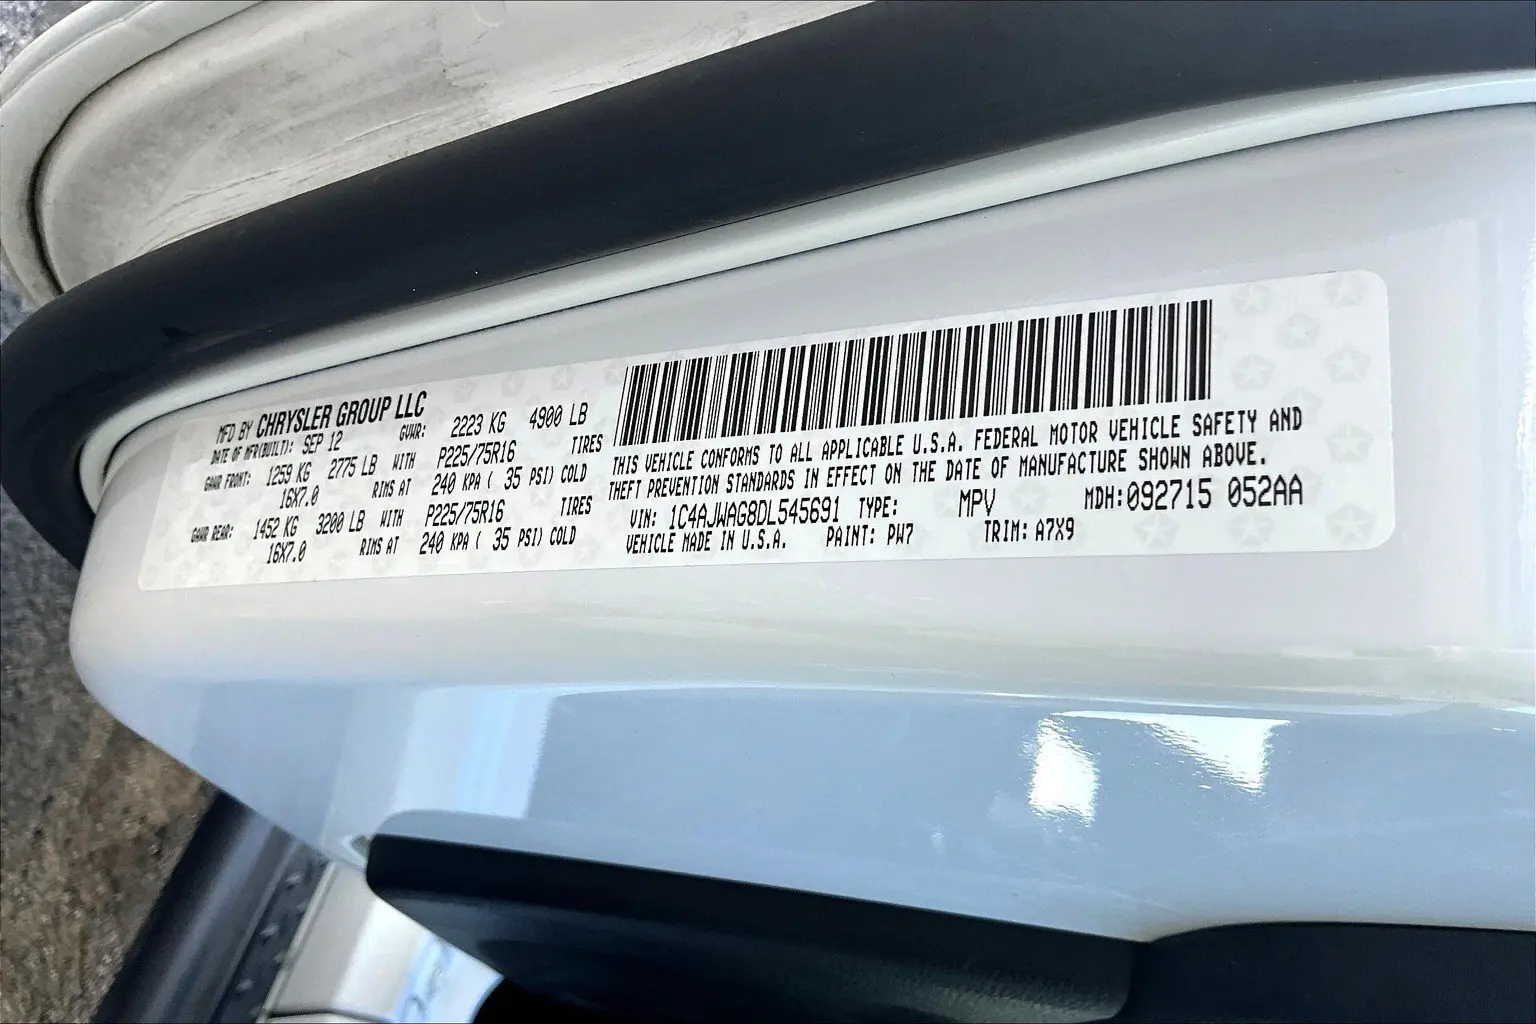 MFD BY CHRYSLER GROUP LLC
DATE OF MFR(BUILT): SEP 12 GVWR: 2223 KG 4900 LB
GAWR FRONT: 1259 KG 2775 LB WITH P225/75R16 TIRES
16X7.0 RIMS AT 240 KPA ( 35 PSI) COLD
GAWR REAR: 1452 KG 3200 LB WITH P225/75R16 TIRES
16X7.0 RIMS AT 240 KPA ( 35 PSI) COLD
THIS VEHICLE CONFORMS TO ALL APPLICABLE U.S.A. FEDERAL MOTOR VEHICLE SAFETY AND
THEFT PREVENTION STANDARDS IN EFFECT ON THE DATE OF MANUFACTURE SHOWN ABOVE.
VIN: 1C4AJWAG8DL545691 TYPE: MPV MDH:092715 052AA
VEHICLE MADE IN U.S.A. PAINT: PW7 TRIM: A7X9